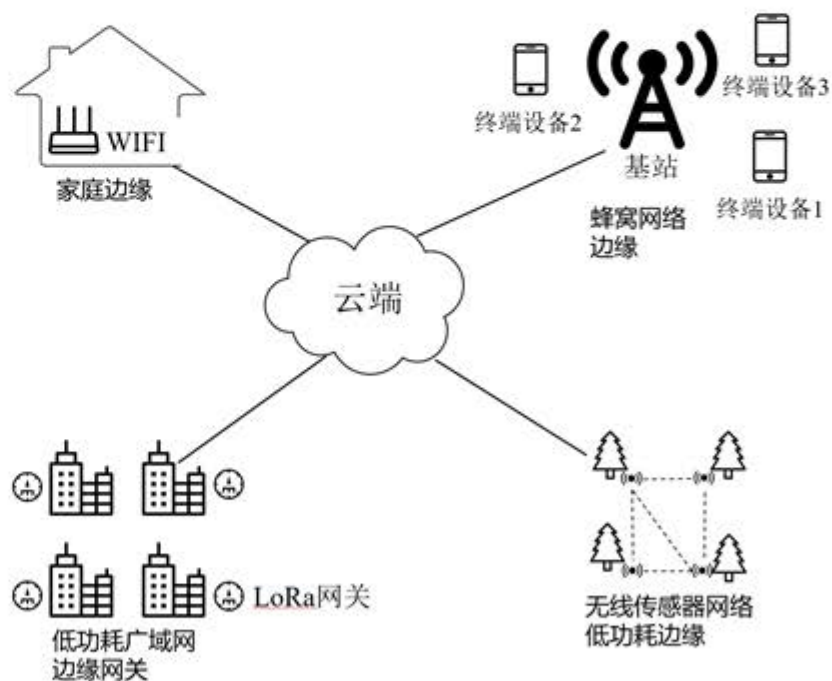 WIFI
家庭边缘
终端设备2
终端设备3
基站
终端设备1
蜂窝网络
边缘
云端
LoRa网关
低功耗广域网
边缘网关
无线传感器网络
低功耗边缘